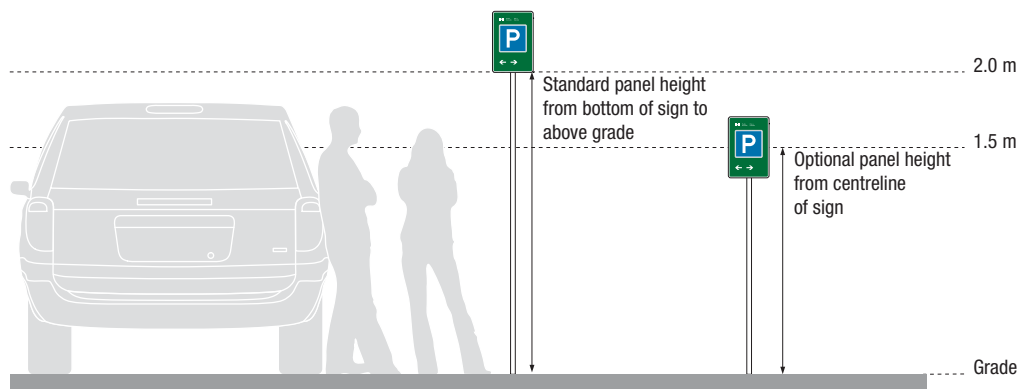 P
← →
2.0 m
Standard panel height
from bottom of sign to
above grade
P
← →
1.5 m
Optional panel height
from centreline
of sign
Grade